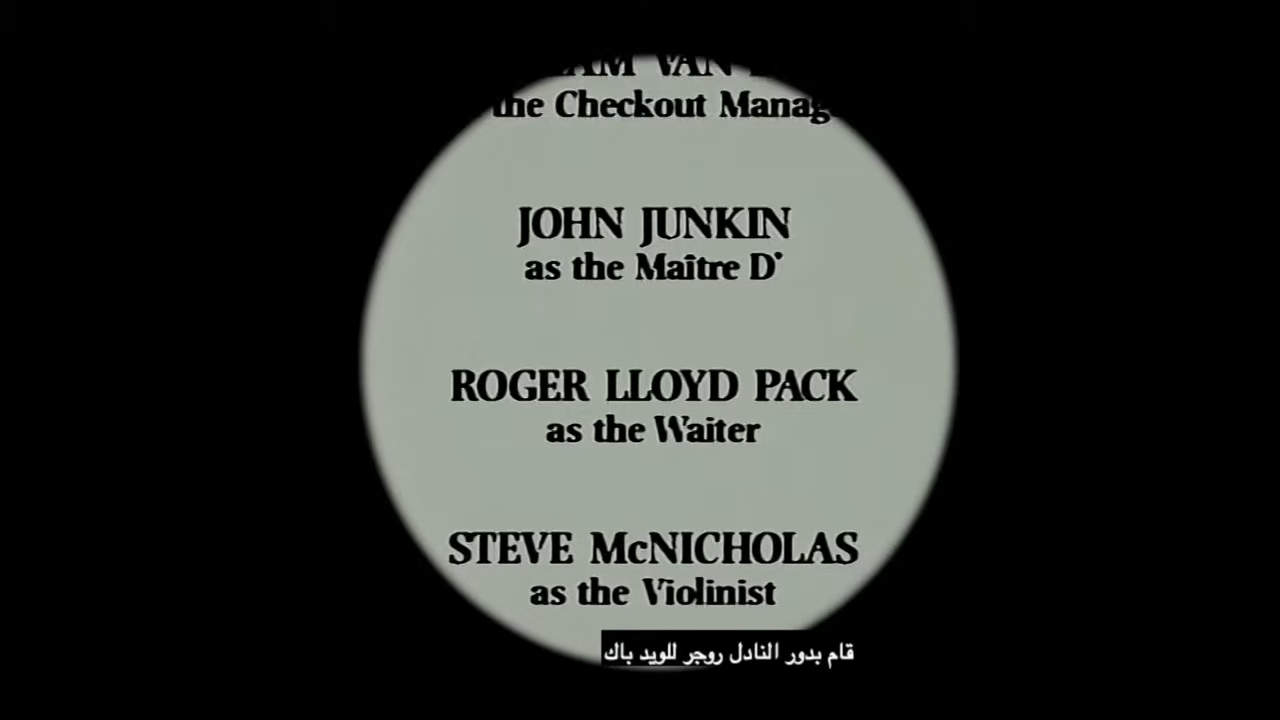 the Checkout
JOHN JUNKIN
as the Maître D'
ROGER LLOYD PACK
as the Waiter
STEVE McNICHOLAS
as the Violinist
قام بدور النادل روجر للويد باك